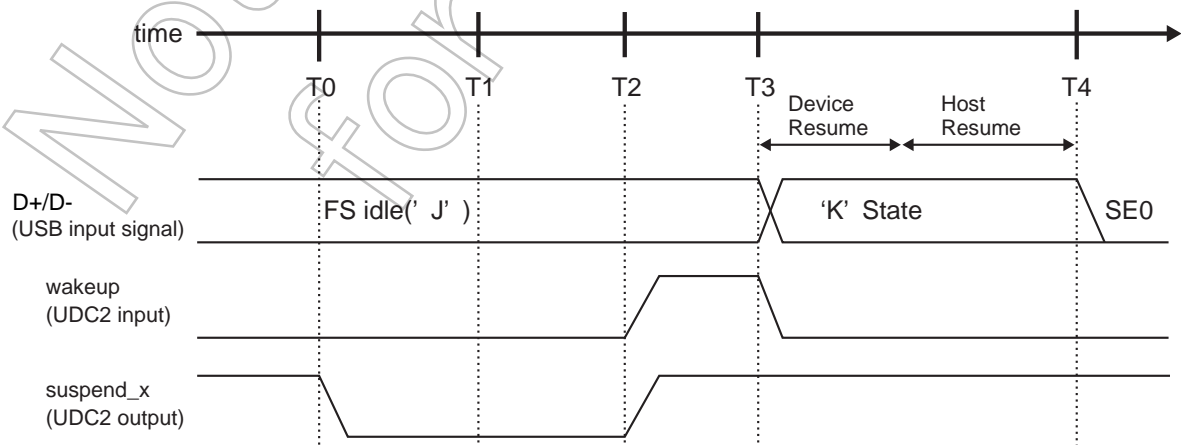 time
T0 T1 T2 T3 T4
Device
Resume
Host
Resume
D+/D-
(USB input signal)
FS idle(' J' )
‘K’ State
SE0
wakeup
(UDC2 input)
suspend_x
(UDC2 output)